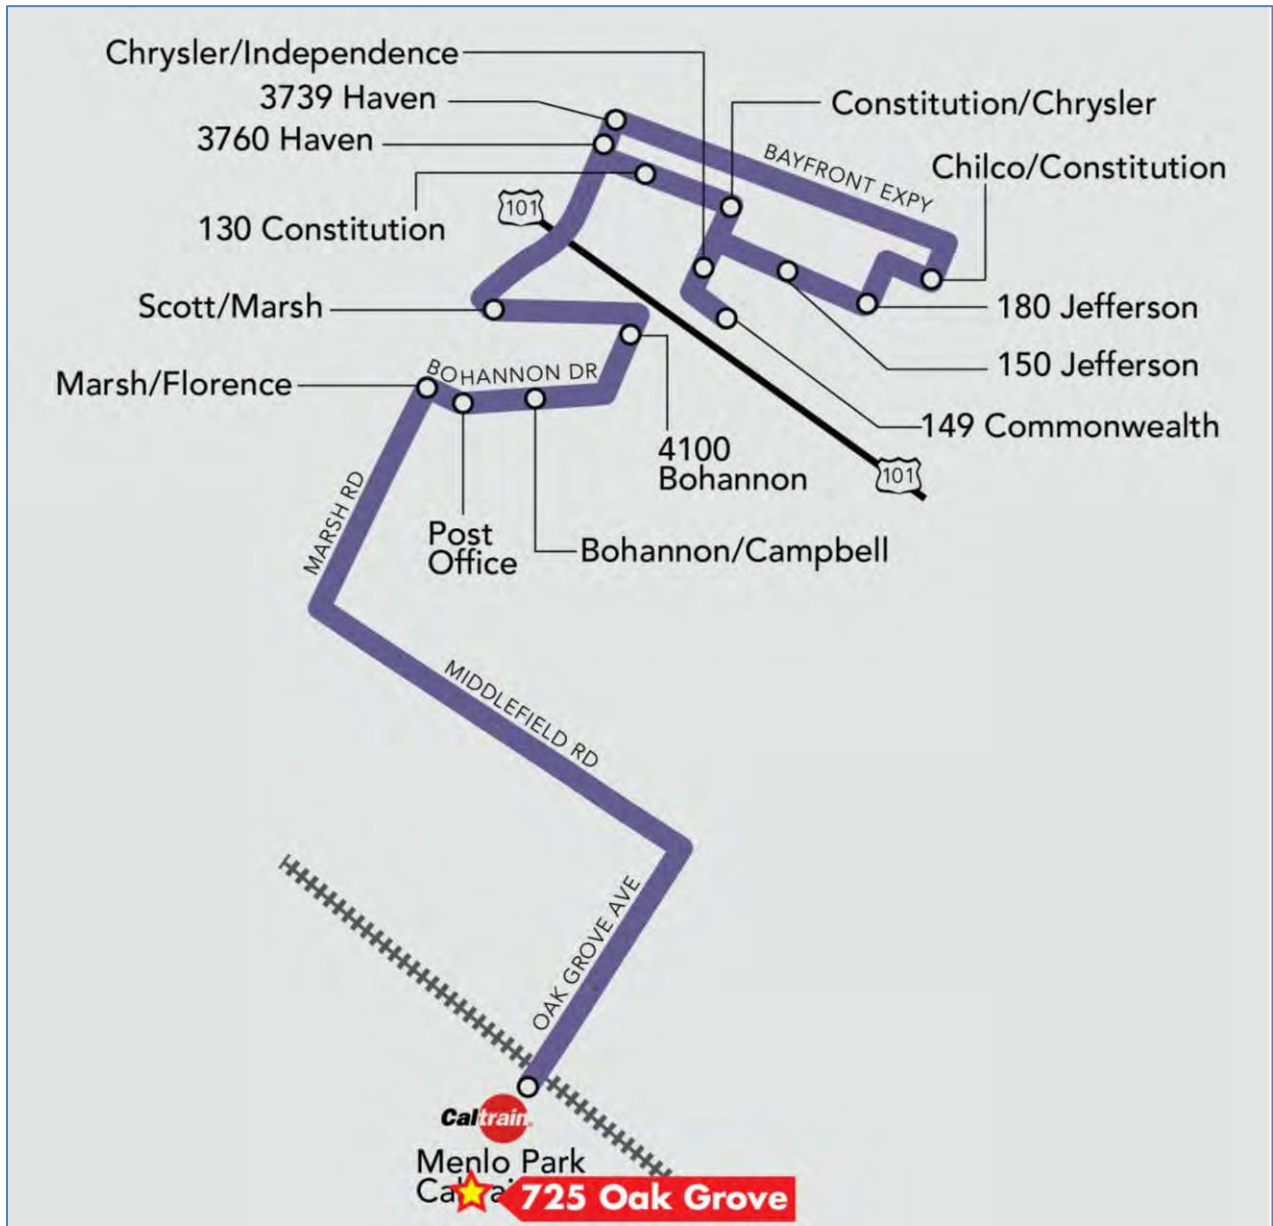 Chrysler/Independence
3739 Haven
Constitution/Chrysler
3760 Haven
BAYFRONT EXPY
Chilco/Constitution
101
130 Constitution
Scott/Marsh
180 Jefferson
150 Jefferson
BOHANNON DR
Marsh/Florence
149 Commonwealth
4100
Bohannon
101
MARSH RD
Post
Office
Bohannon/Campbell
MIDDLEFIELD RD
OAK GROVE AVE
Caltrain
Menlo Park
725 Oak Grove